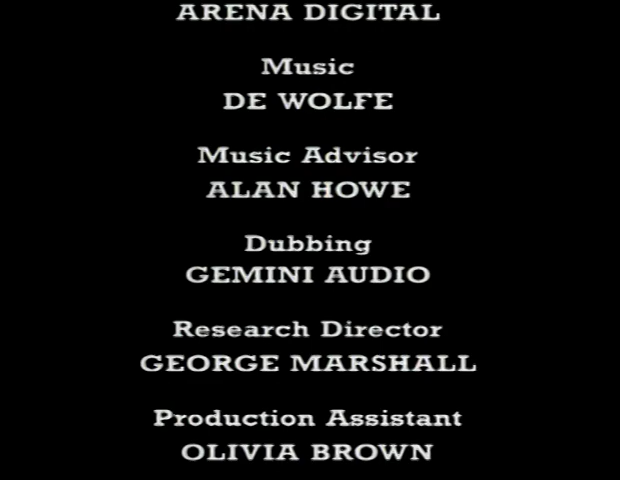 ARENA DIGITAL
Music
DE WOLFE
Music Advisor
ALAN HOWE
Dubbing
GEMINI AUDIO
Research Director
GEORGE MARSHALL
Production Assistant
OLIVIA BROWN